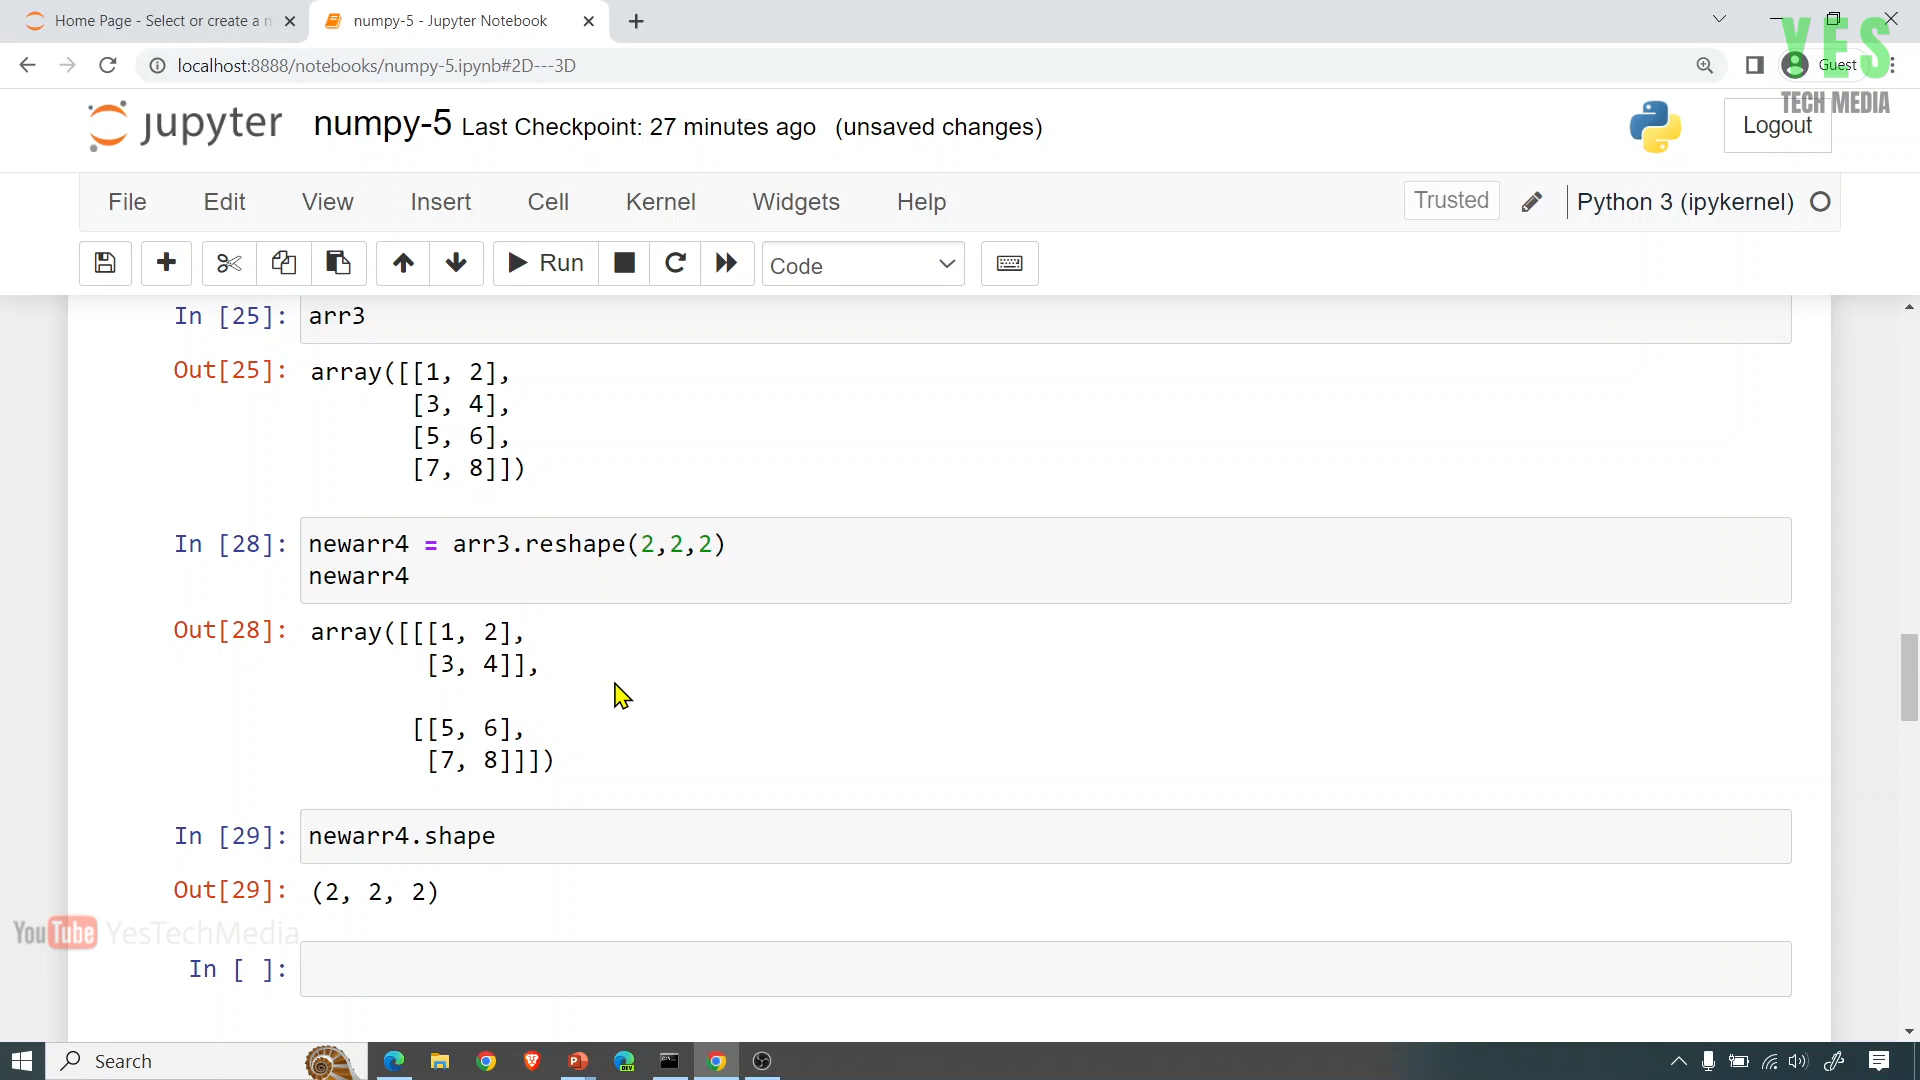 Home Page - Select or create a n
numpy-5 - Jupyter Notebook
localhost:8888/notebooks/numpy-5.ipynb#2D---3D
Guest
YES
TECH MEDIA
jupyter numpy-5 Last Checkpoint: 27 minutes ago (unsaved changes)
Logout
File Edit View Insert Cell Kernel Widgets Help
Trusted
Python 3 (ipykernel)
Run
Code
In [25]: arr3
Out[25]: array([[1, 2],
[3, 4],
[5, 6],
[7, 8]])
In [28]: newarr4 = arr3.reshape(2,2,2)
newarr4
Out[28]: array([[[1, 2],
[3, 4]],
[[5, 6],
[7, 8]]])
In [29]: newarr4.shape
Out[29]: (2, 2, 2)
YouTube YesTechMedia
In [ ]:
Search
DEV